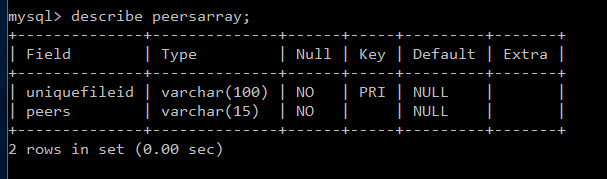 mysql> describe peersarray;
+--------------+--------------+------+-----+---------+-------+
| Field        | Type         | Null | Key | Default | Extra |
+--------------+--------------+------+-----+---------+-------+
| uniquefileid | varchar(100) | NO   | PRI | NULL    |       |
| peers        | varchar(15)  | NO   |     | NULL    |       |
+--------------+--------------+------+-----+---------+-------+
2 rows in set (0.00 sec)